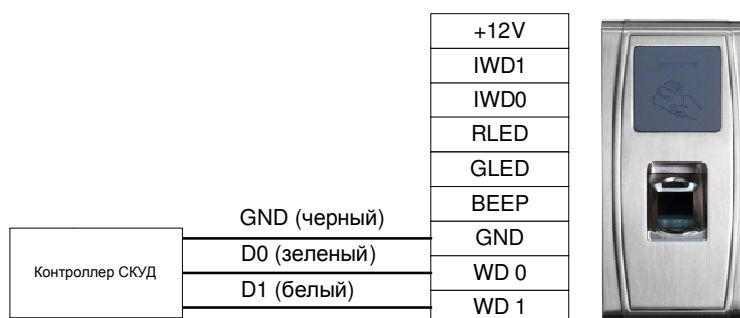 +12V
IWD1
IWD0
RLED
GLED
BEEP
GND (черный)
GND
D0 (зеленый)
Контроллер СКУД
WD 0
D1 (белый)
WD 1